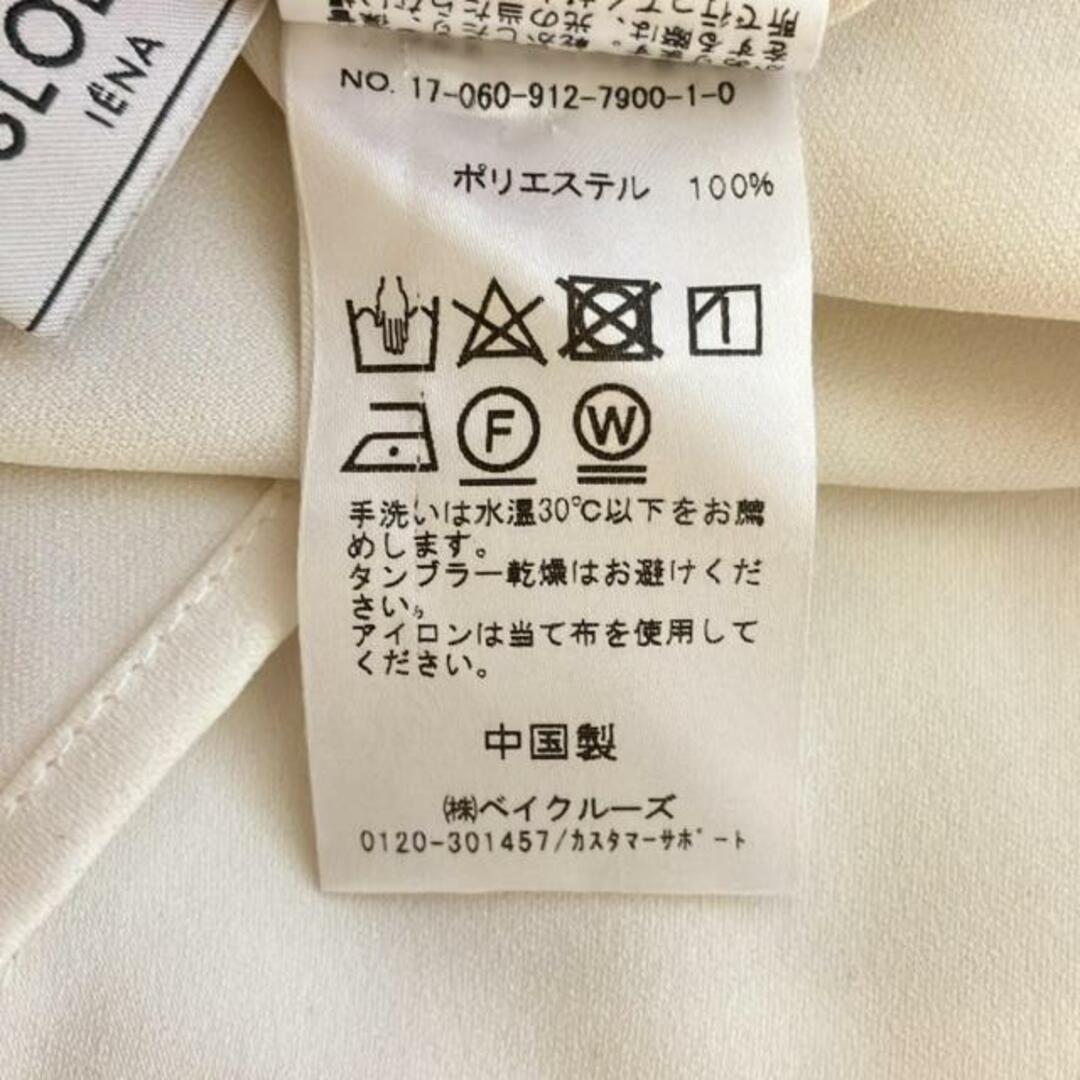 IÉNA
NO. 17-060-912-7900-1-0
ポリエステル 100%
F W
手洗いは水温30℃以下をお薦
めします。
タンブラー乾燥はお避けくだ
さい。
アイロンは当て布を使用して
ください。
中国製
㈱ベイクルーズ
0120-301457/カスタマーサポート